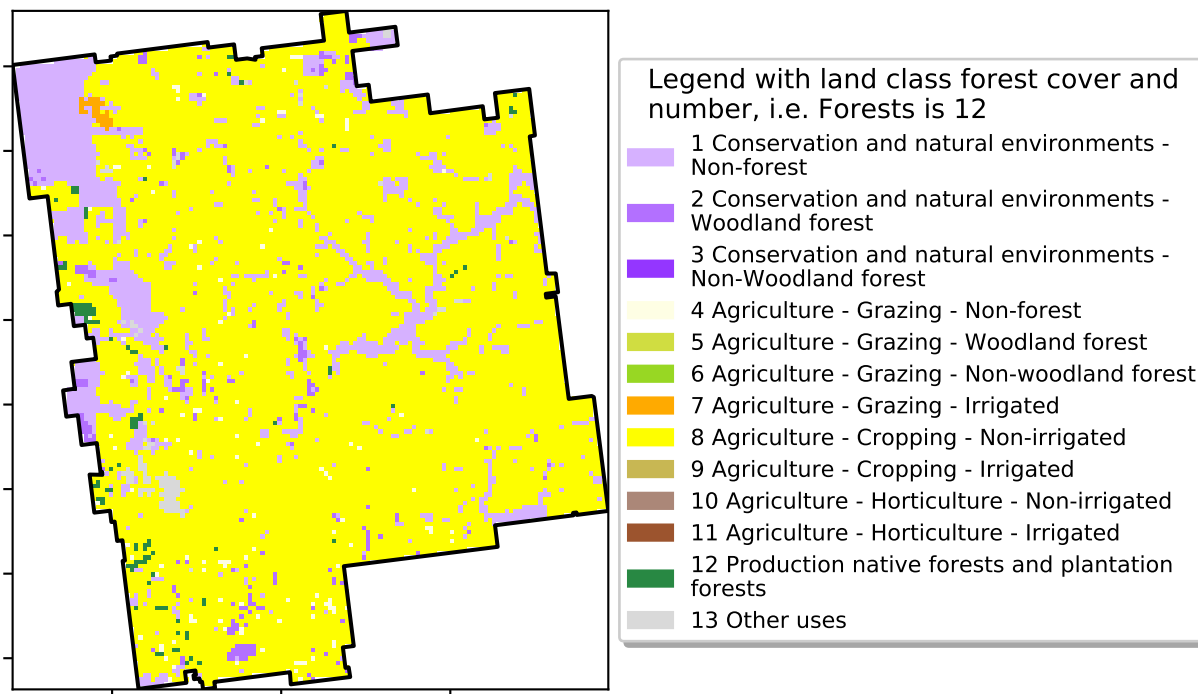 Legend with land class forest cover and
number, i.e. Forests is 12
1 Conservation and natural environments -
Non-forest
2 Conservation and natural environments -
Woodland forest
3 Conservation and natural environments -
Non-Woodland forest
4 Agriculture - Grazing - Non-forest
5 Agriculture - Grazing - Woodland forest
6 Agriculture - Grazing - Non-woodland forest
7 Agriculture - Grazing - Irrigated
8 Agriculture - Cropping - Non-irrigated
9 Agriculture - Cropping - Irrigated
10 Agriculture - Horticulture - Non-irrigated
11 Agriculture - Horticulture - Irrigated
12 Production native forests and plantation
forests
13 Other uses